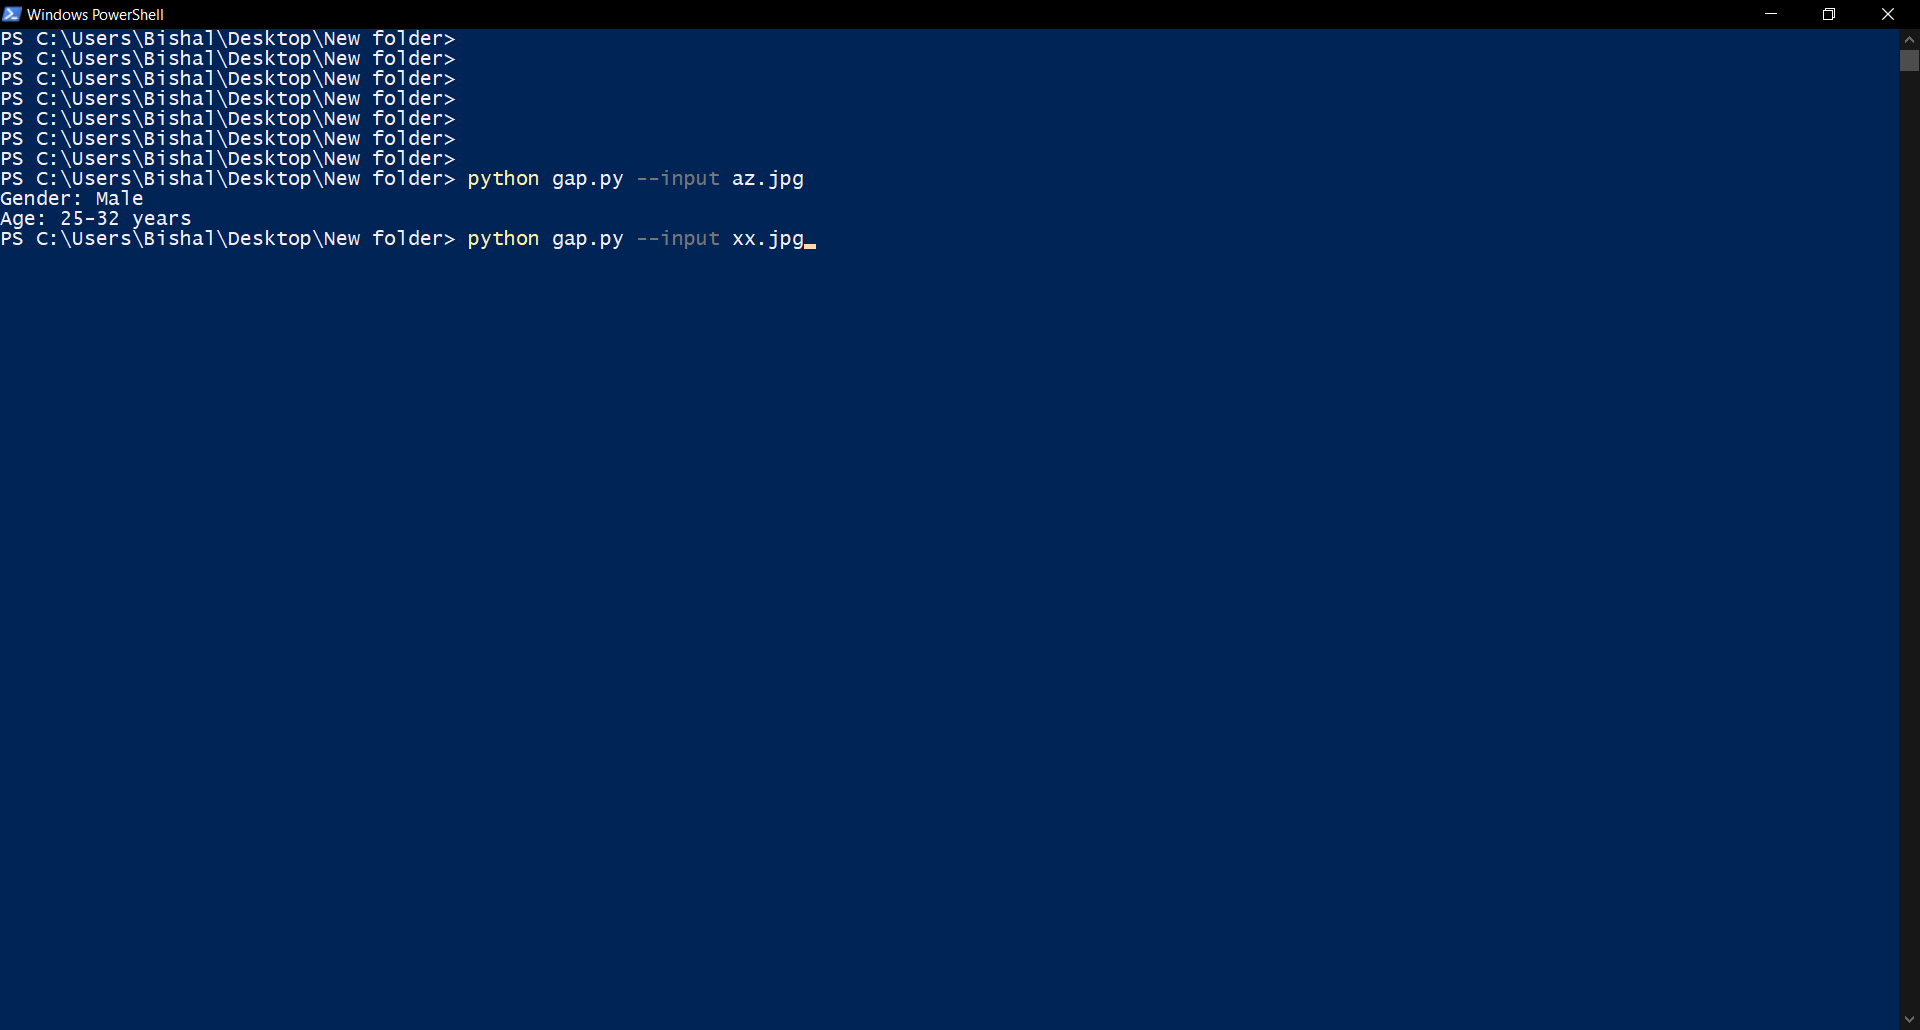 Windows PowerShell
PS C:\Users\Bishal\Desktop\New folder>
PS C:\Users\Bishal\Desktop\New folder>
PS C:\Users\Bishal\Desktop\New folder>
PS C:\Users\Bishal\Desktop\New folder>
PS C:\Users\Bishal\Desktop\New folder>
PS C:\Users\Bishal\Desktop\New folder>
PS C:\Users\Bishal\Desktop\New folder>
PS C:\Users\Bishal\Desktop\New folder> python gap.py --input az.jpg
Gender: Male
Age: 25-32 years
PS C:\Users\Bishal\Desktop\New folder> python gap.py --input xx.jpg